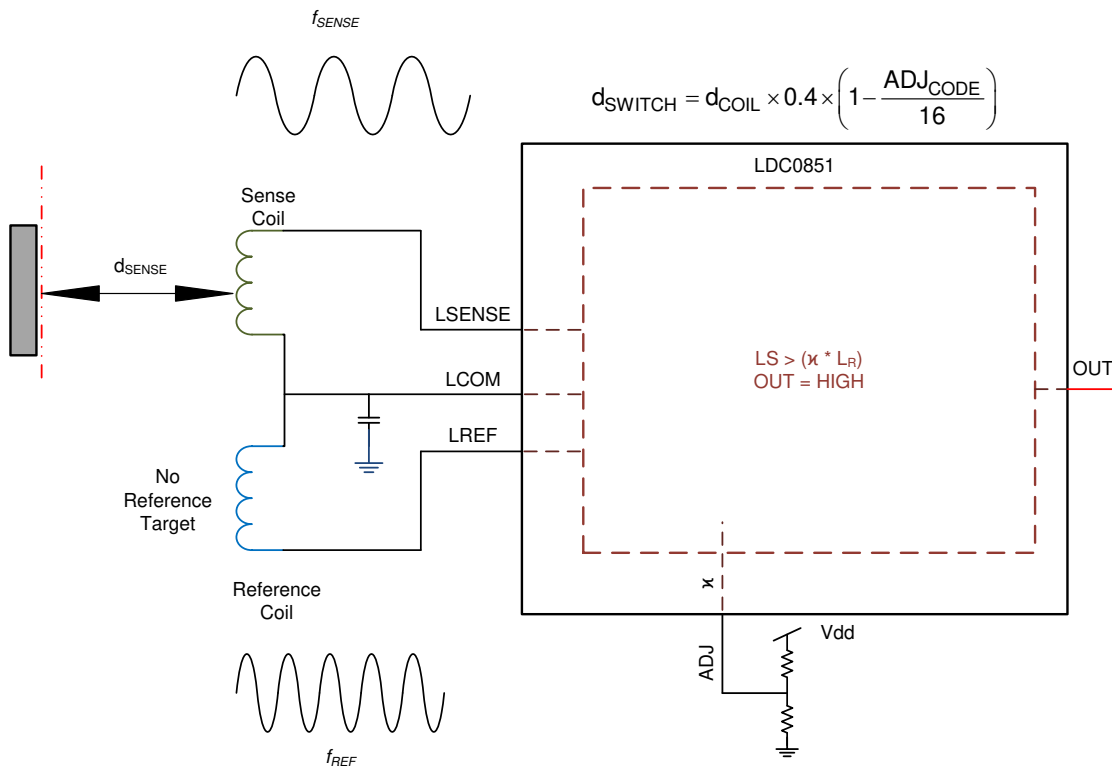 fSENSE
dSWITCH = dCOIL × 0.4 × (1 − ADJCODE / 16)
LDC0851
Sense
Coil
dSENSE
LSENSE
LCOM
LREF
LS > (ϰ * LR)
OUT = HIGH
OUT
No
Reference
Target
Reference
Coil
ϰ
ADJ
Vdd
fREF